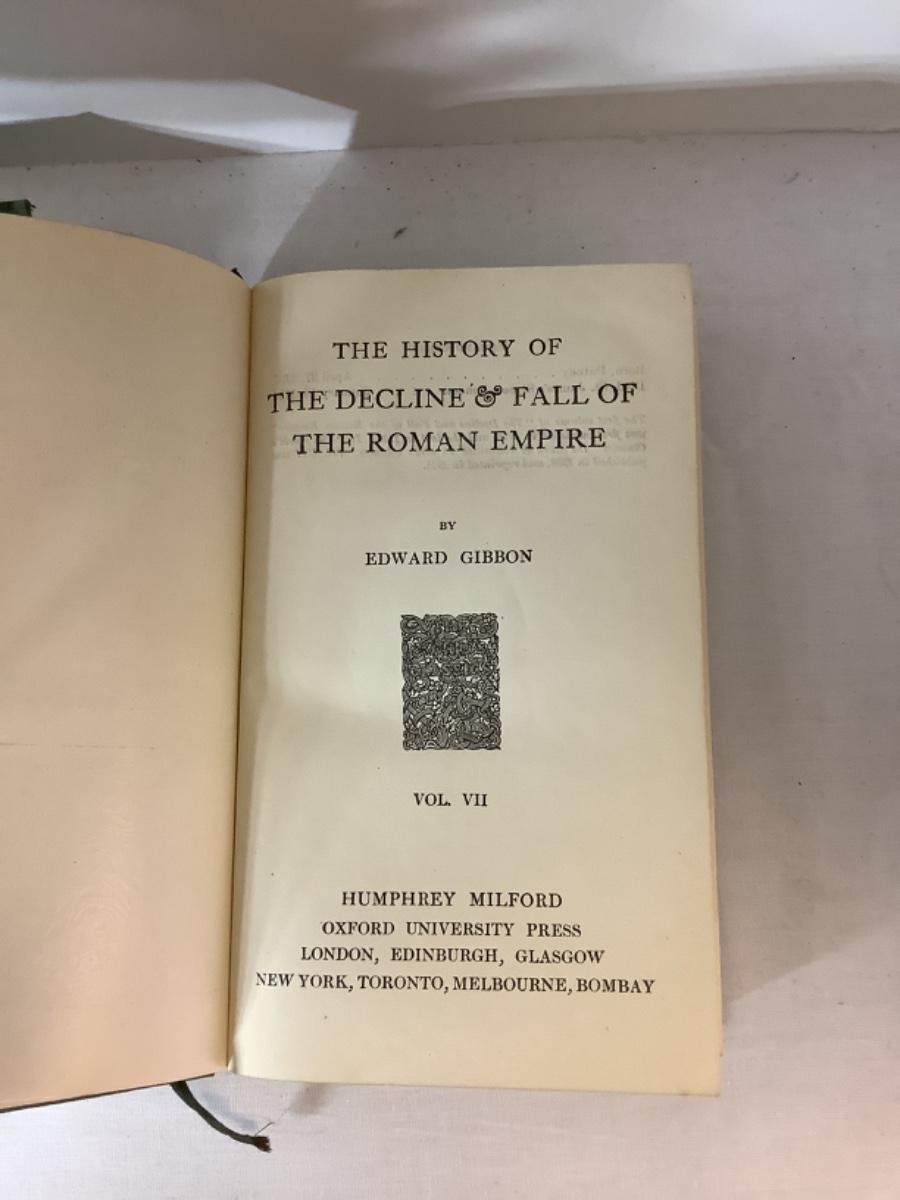 THE HISTORY OF
THE DECLINE & FALL OF
THE ROMAN EMPIRE
BY
EDWARD GIBBON
VOL. VII
HUMPHREY MILFORD
OXFORD UNIVERSITY PRESS
LONDON, EDINBURGH, GLASGOW
NEW YORK, TORONTO, MELBOURNE, BOMBAY